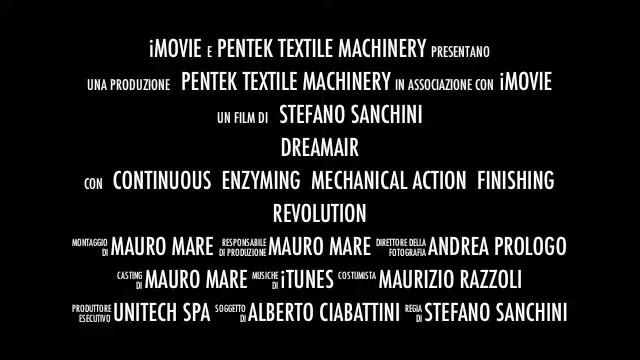 iMOVIE E PENTEK TEXTILE MACHINERY PRESENTANO
UNA PRODUZIONE PENTEK TEXTILE MACHINERY IN ASSOCIAZIONE CON iMOVIE
UN FILM DI STEFANO SANCHINI
DREAMAIR
CON CONTINUOUS ENZYMING MECHANICAL ACTION FINISHING
REVOLUTION
MONTAGGIO DI MAURO MARE RESPONSABILE DI PRODUZIONE MAURO MARE DIRETTORE DELLA FOTOGRAFIA ANDREA PROLOGO
CASTING DI MAURO MARE MUSICHE DI iTUNES COSTUMISTA MAURIZIO RAZZOLI
PRODUTTORE ESECUTIVO UNITECH SPA SOGGETTO DI ALBERTO CIABATTINI REGIA DI STEFANO SANCHINI